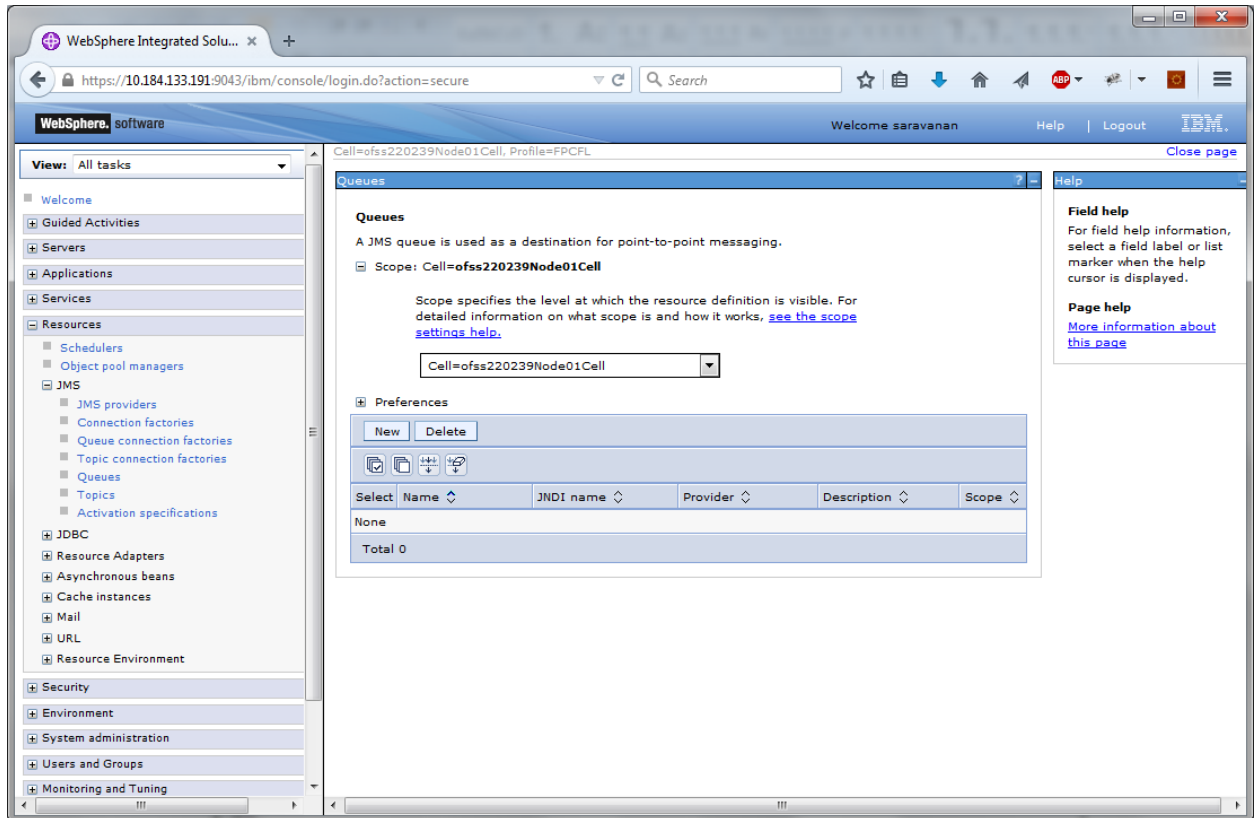 WebSphere Integrated Solu...
https://10.184.133.191:9043/ibm/console/login.do?action=secure
Search
ABP
WebSphere. software
Welcome saravanan
Help | Logout
IBM.
View: All tasks
Welcome
Guided Activities
Servers
Applications
Services
Resources
Schedulers
Object pool managers
JMS
JMS providers
Connection factories
Queue connection factories
Topic connection factories
Queues
Topics
Activation specifications
JDBC
Resource Adapters
Asynchronous beans
Cache instances
Mail
URL
Resource Environment
Security
Environment
System administration
Users and Groups
Monitoring and Tuning
Cell=ofss220239Node01Cell, Profile=FPCFL
Close page
Queues
?
Queues
A JMS queue is used as a destination for point-to-point messaging.
Scope: Cell=ofss220239Node01Cell
Scope specifies the level at which the resource definition is visible. For
detailed information on what scope is and how it works, see the scope
settings help.
Cell=ofss220239Node01Cell
Preferences
New Delete
Select Name JNDI name Provider Description Scope
None
Total 0
Help
Field help
For field help information,
select a field label or list
marker when the help
cursor is displayed.
Page help
More information about
this page